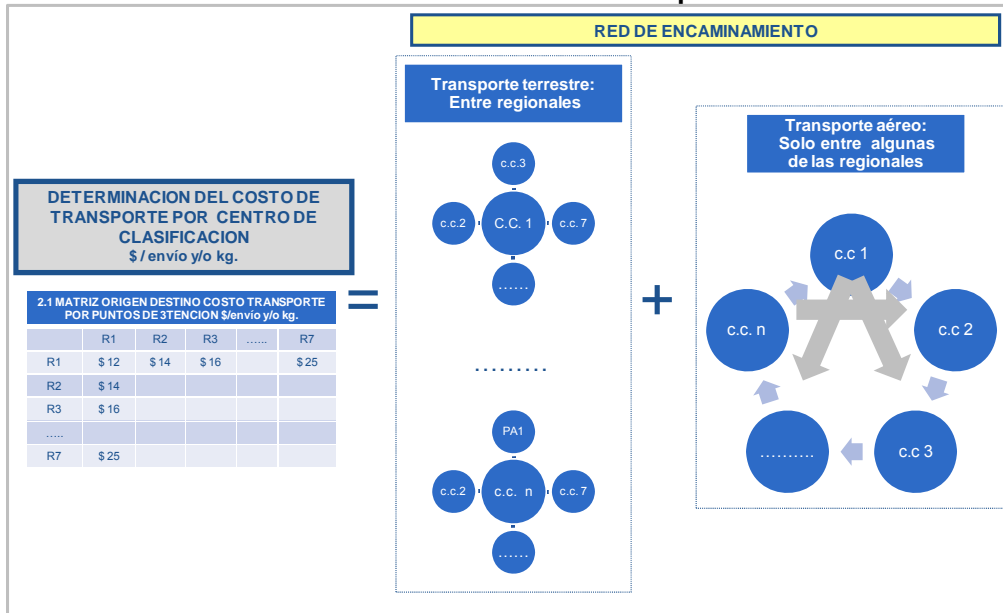 RED DE ENCAMINAMIENTO
Transporte terrestre:
Entre regionales
c.c.3
c.c.2
C.C. 1
c.c. 7
......
.........
PA1
c.c.2
c.c. n
c.c. 7
......
DETERMINACION DEL COSTO DE
TRANSPORTE POR CENTRO DE
CLASIFICACION
$ / envío y/o kg.
2.1 MATRIZ ORIGEN DESTINO COSTO TRANSPORTE
POR PUNTOS DE 3TENCION $/envío y/o kg.
R1 R2 R3 ...... R7
R1 $ 12 $ 14 $ 16 $ 25
R2 $ 14
R3 $ 16
.....
R7 $ 25
=
+
Transporte aéreo:
Solo entre algunas
de las regionales
c.c 1
c.c. n
c.c 2
..........
c.c 3